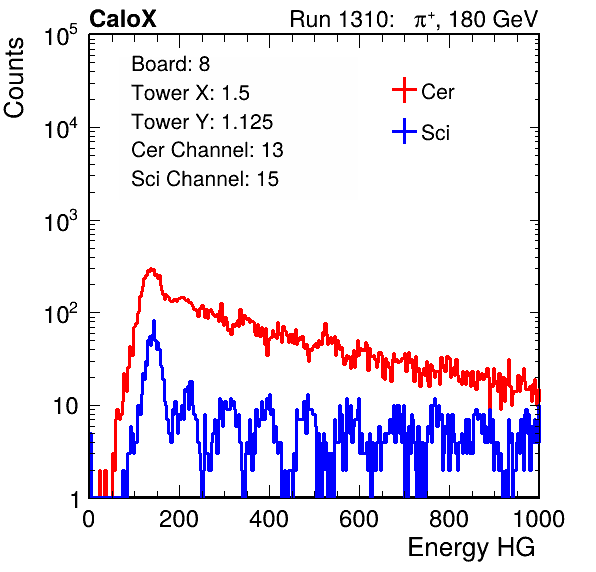 CaloX Run 1310: π⁺, 180 GeV
Counts
10⁵
10⁴
10³
10²
10
1
Board: 8
Tower X: 1.5
Tower Y: 1.125
Cer Channel: 13
Sci Channel: 15
Cer
Sci
0 200 400 600 800 1000
Energy HG